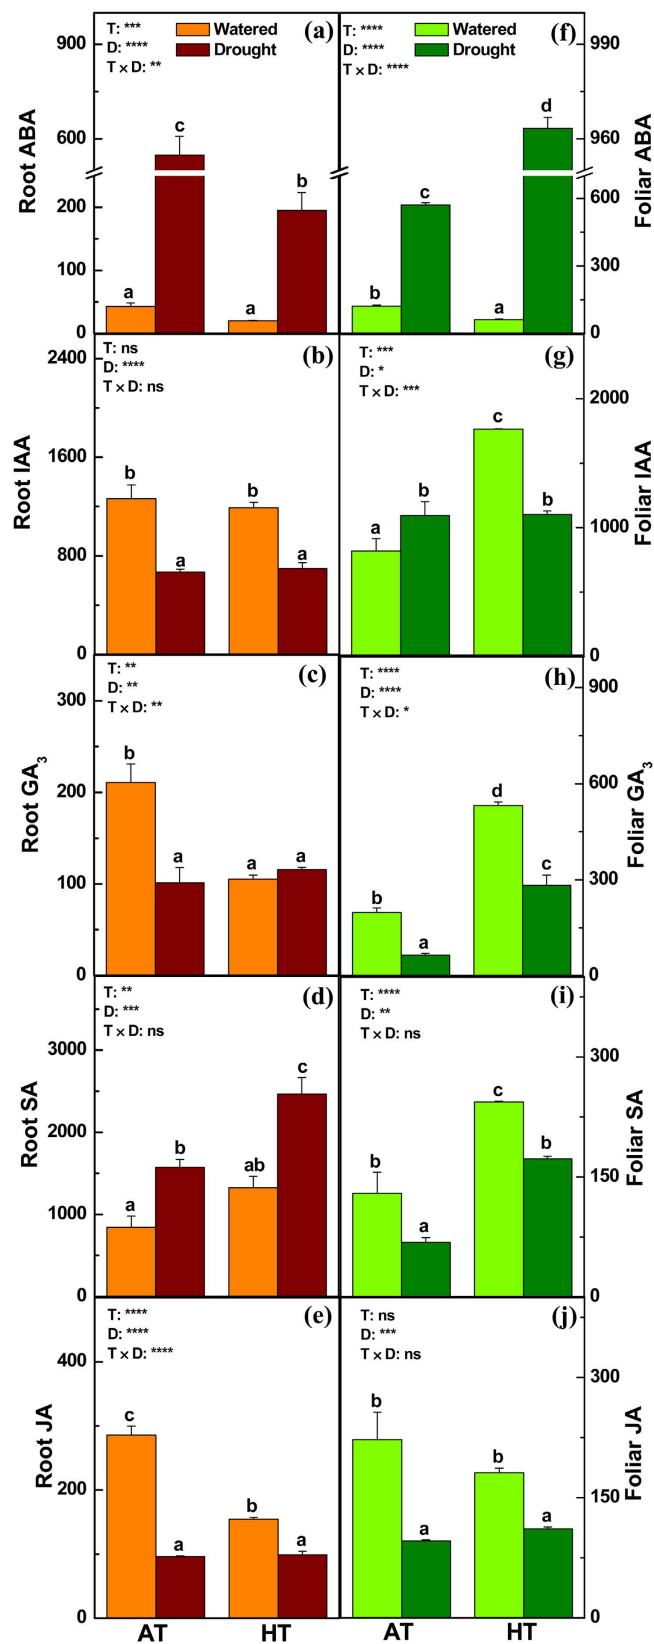 T: ***
D: ****
T × D: **
Watered
Drought
(a)
900
600
200
100
0
Root ABA
a
c
a
b
T: ****
D: ****
T × D: ****
Watered
Drought
(f)
990
960
600
300
0
Foliar ABA
b
c
a
d
T: ns
D: ****
T × D: ns
(b)
2400
1600
800
0
Root IAA
b
a
b
a
T: ***
D: *
T × D: ***
(g)
2000
1000
0
Foliar IAA
a
b
c
b
T: **
D: **
T × D: **
(c)
300
200
100
0
Root GA3
b
a
a
a
T: ****
D: ****
T × D: *
(h)
900
600
300
0
Foliar GA3
b
a
d
c
T: **
D: ***
T × D: ns
(d)
3000
2000
1000
0
Root SA
a
b
ab
c
T: ****
D: **
T × D: ns
(i)
300
150
0
Foliar SA
b
a
c
b
T: ****
D: ****
T × D: ****
(e)
400
200
0
Root JA
c
a
b
a
T: ns
D: ***
T × D: ns
(j)
300
150
0
Foliar JA
b
a
b
a
AT HT AT HT